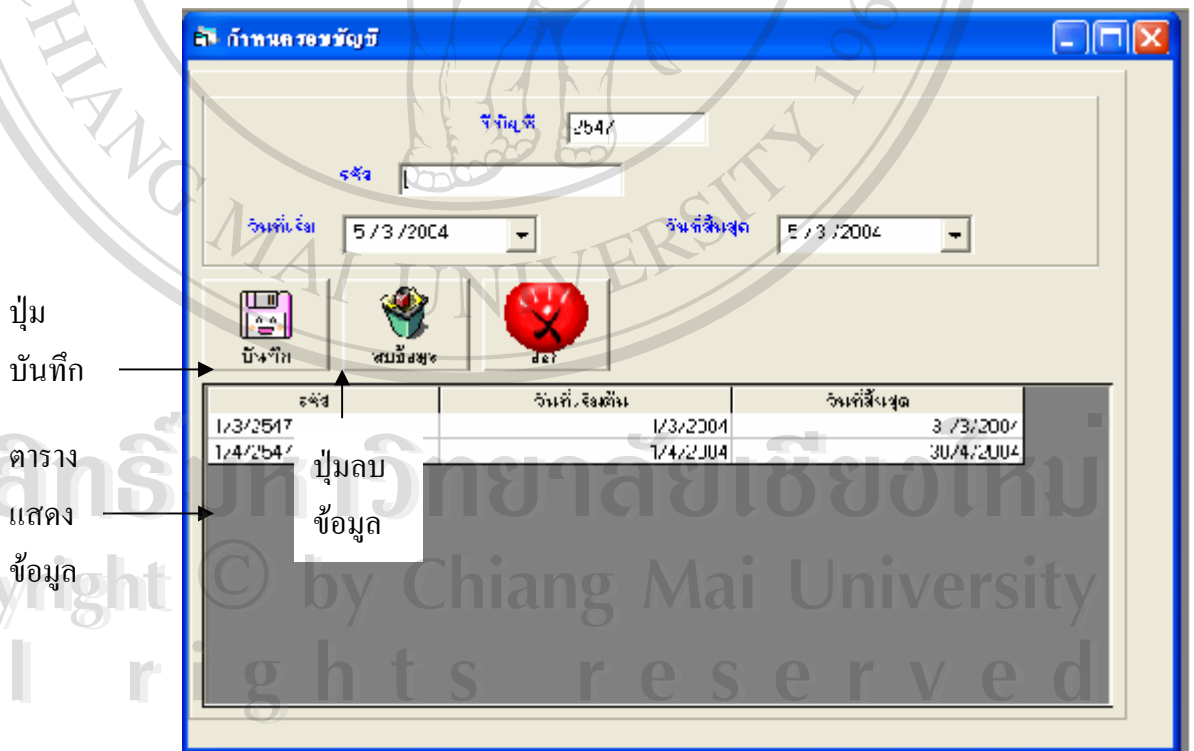 กำหนดรอบบัญชี
ปีบัญชี 2547
รหัส
วันที่เริ่ม 5 /3 /2004 วันที่สิ้นสุด 5 /3 /2004
บันทึก ลบข้อมูล
ปุ่ม
บันทึก
รหัส วันที่เริ่มต้น วันที่สิ้นสุด
1/3/2547 1/3/2004 /3/2004
1/4/2547 1/4/2004 30/4/2004
ปุ่มลบ
ข้อมูล
ตาราง
แสดง
ข้อมูล
ลิขสิทธิ์มหาวิทยาลัยเชียงใหม่
Copyright © by Chiang Mai University
All rights reserved
CHIANG MAI UNIVERSITY 196